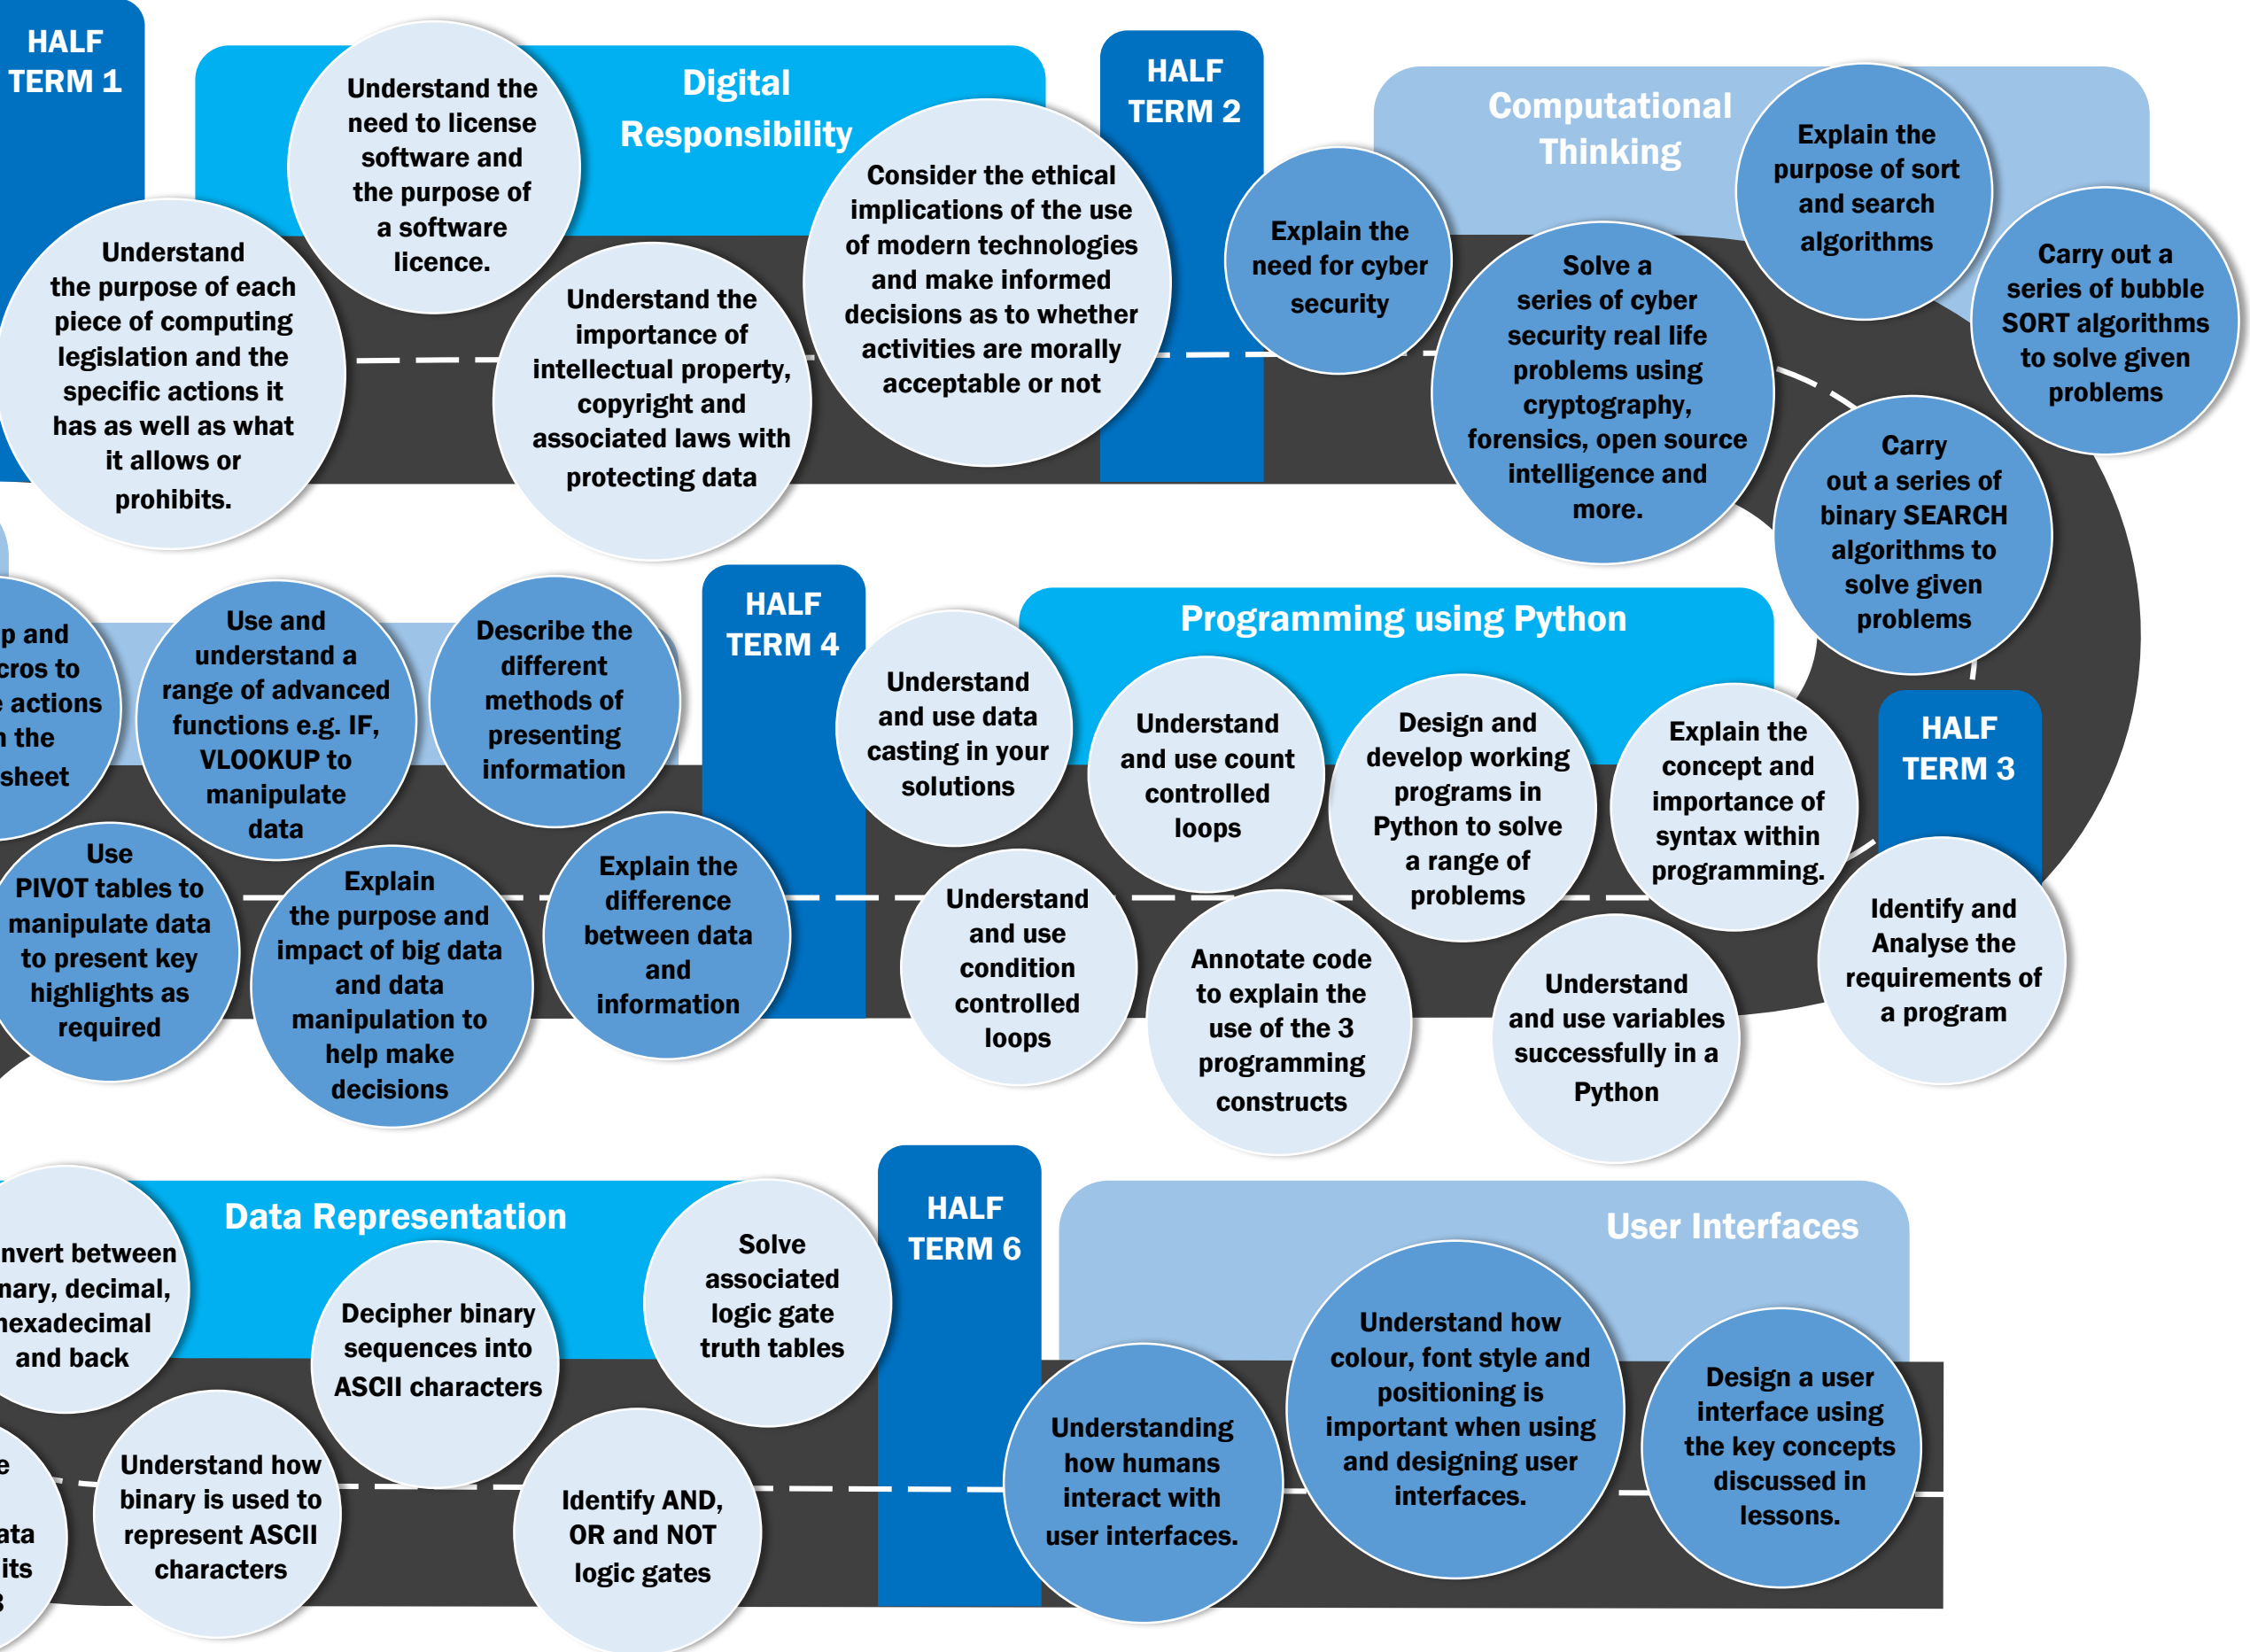 HALF
TERM 1
Digital
Responsibility
Understand
the purpose of each
piece of computing
legislation and the
specific actions it
has as well as what
it allows or
prohibits.
Understand the
need to license
software and
the purpose of
a software
licence.
Understand the
importance of
intellectual property,
copyright and
associated laws with
protecting data
Consider the ethical
implications of the use
of modern technologies
and make informed
decisions as to whether
activities are morally
acceptable or not
HALF
TERM 2
Computational
Thinking
Explain the
need for cyber
security
Solve a
series of cyber
security real life
problems using
cryptography,
forensics, open source
intelligence and
more.
Explain the
purpose of sort
and search
algorithms
Carry out a
series of bubble
SORT algorithms
to solve given
problems
Carry
out a series of
binary SEARCH
algorithms to
solve given
problems
HALF
TERM 3
Programming using Python
Identify and
Analyse the
requirements of
a program
Explain the
concept and
importance of
syntax within
programming.
Understand
and use variables
successfully in a
Python
Design and
develop working
programs in
Python to solve
a range of
problems
Annotate code
to explain the
use of the 3
programming
constructs
Understand
and use count
controlled
loops
Understand
and use
condition
controlled
loops
Understand
and use data
casting in your
solutions
HALF
TERM 4
Describe the
different
methods of
presenting
information
Explain the
difference
between data
and
information
Use and
understand a
range of advanced
functions e.g. IF,
VLOOKUP to
manipulate
data
Explain
the purpose and
impact of big data
and data
manipulation to
help make
decisions
p and
cros to
actions
the
sheet
Use
PIVOT tables to
manipulate data
to present key
highlights as
required
Data Representation
nvert between
nary, decimal,
hexadecimal
and back
e
ata
its
Understand how
binary is used to
represent ASCII
characters
Decipher binary
sequences into
ASCII characters
Identify AND,
OR and NOT
logic gates
Solve
associated
logic gate
truth tables
HALF
TERM 6
User Interfaces
Understanding
how humans
interact with
user interfaces.
Understand how
colour, font style and
positioning is
important when using
and designing user
interfaces.
Design a user
interface using
the key concepts
discussed in
lessons.